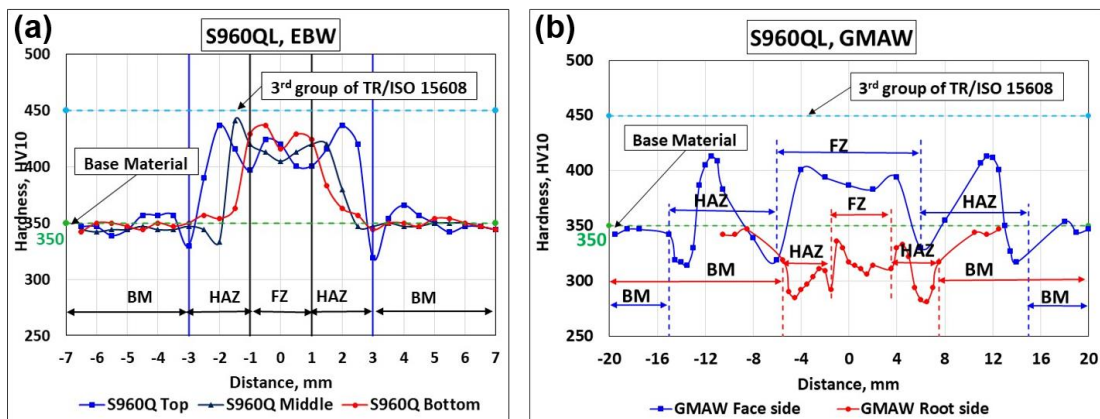 (a)
S960QL, EBW
500
450
400
350
350
300
250
Hardness, HV10
3rd group of TR/ISO 15608
Base Material
BM HAZ FZ HAZ BM
-7 -6 -5 -4 -3 -2 -1 0 1 2 3 4 5 6 7
Distance, mm
S960Q Top S960Q Middle S960Q Bottom
(b)
S960QL, GMAW
500
450
400
350
350
300
250
Hardness, HV10
3rd group of TR/ISO 15608
Base Material
FZ
HAZ FZ HAZ
BM HAZ HAZ BM
BM BM
-20 -16 -12 -8 -4 0 4 8 12 16 20
Distance, mm
GMAW Face side GMAW Root side